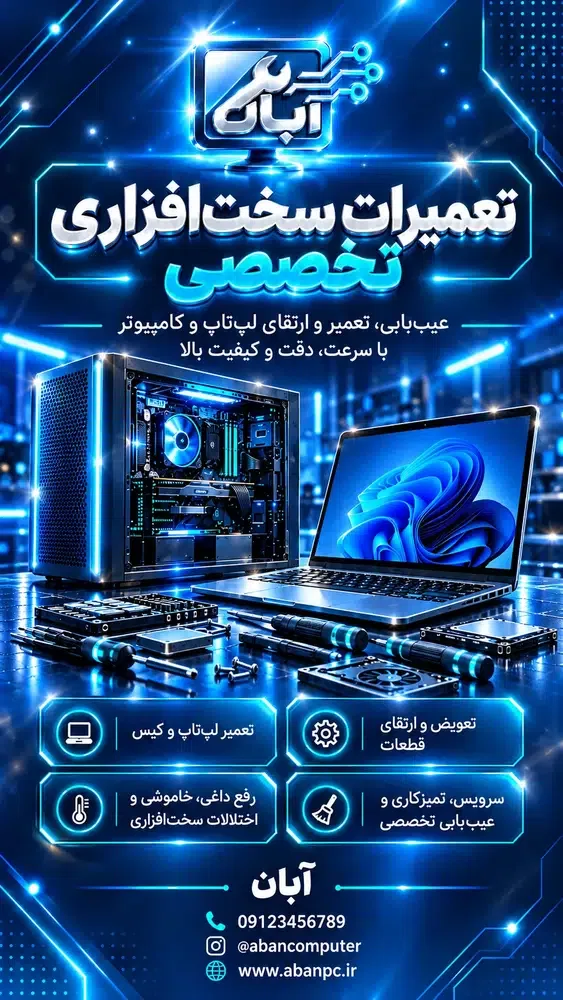 آبان
تعمیرات سخت‌افزاری
تخصصی
عیب‌یابی، تعمیر و ارتقای لپ‌تاپ و کامپیوتر
با سرعت، دقت و کیفیت بالا
تعویض و ارتقای
قطعات
تعمیر لپ‌تاپ و کیس
سرویس، تمیزکاری و
عیب‌یابی تخصصی
رفع داغی، خاموشی و
اختلالات سخت‌افزاری
آبان
09123456789
@abancomputer
www.abanpc.ir